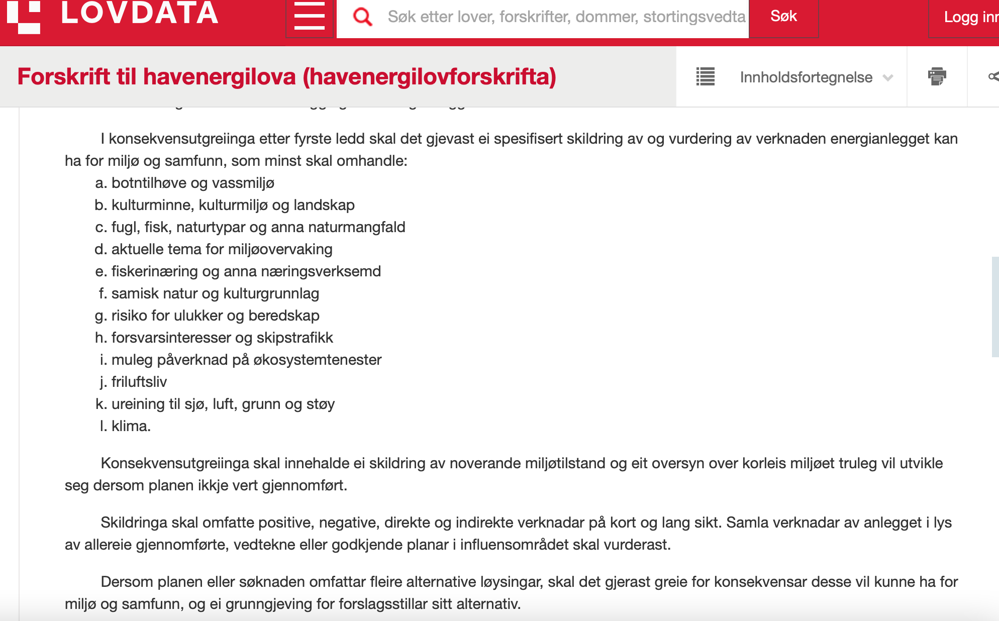 LOVDATA
Søk etter lover, forskrifter, dommer, stortingsvedta
Søk
Logg inn
Forskrift til havenergilova (havenergilovforskrifta)
Innholdsfortegnelse
I konsekvensutgreiinga etter fyrste ledd skal det gjevast ei spesifisert skildring av og vurdering av verknaden energianlegget kan
ha for miljø og samfunn, som minst skal omhandle:
a. botntilhøve og vassmiljø
b. kulturminne, kulturmiljø og landskap
c. fugl, fisk, naturtypar og anna naturmangfald
d. aktuelle tema for miljøovervaking
e. fiskerinæring og anna næringsverksemd
f. samisk natur og kulturgrunnlag
g. risiko for ulukker og beredskap
h. forsvarsinteresser og skipstrafikk
i. muleg påverknad på økosystemtenester
j. friluftsliv
k. ureining til sjø, luft, grunn og støy
l. klima.
Konsekvensutgreiinga skal innehalde ei skildring av noverande miljøtilstand og eit oversyn over korleis miljøet truleg vil utvikle
seg dersom planen ikkje vert gjennomført.
Skildringa skal omfatte positive, negative, direkte og indirekte verknadar på kort og lang sikt. Samla verknadar av anlegget i lys
av allereie gjennomførte, vedtekne eller godkjende planar i influensområdet skal vurderast.
Dersom planen eller søknaden omfattar fleire alternative løysingar, skal det gjerast greie for konsekvensar desse vil kunne ha for
miljø og samfunn, og ei grunngjeving for forslagsstillar sitt alternativ.